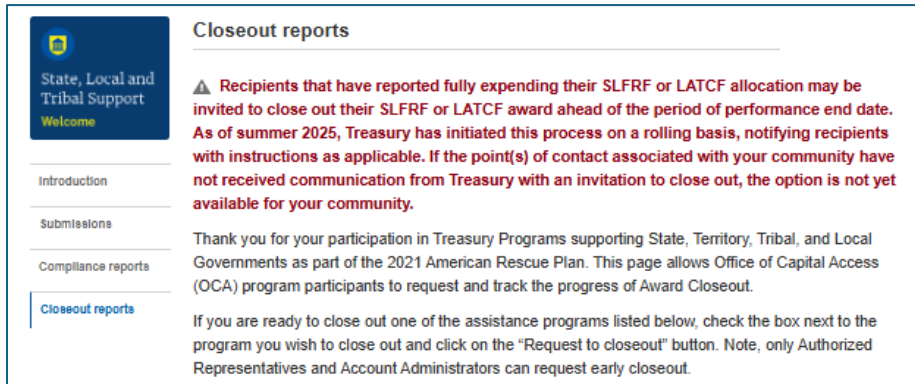 State, Local and
Tribal Support
Welcome
Introduction
Submissions
Compliance reports
Closeout reports
Closeout reports
Recipients that have reported fully expending their SLFRF or LATCF allocation may be
invited to close out their SLFRF or LATCF award ahead of the period of performance end date.
As of summer 2025, Treasury has initiated this process on a rolling basis, notifying recipients
with instructions as applicable. If the point(s) of contact associated with your community have
not received communication from Treasury with an invitation to close out, the option is not yet
available for your community.
Thank you for your participation in Treasury Programs supporting State, Territory, Tribal, and Local
Governments as part of the 2021 American Rescue Plan. This page allows Office of Capital Access
(OCA) program participants to request and track the progress of Award Closeout.
If you are ready to close out one of the assistance programs listed below, check the box next to the
program you wish to close out and click on the “Request to closeout” button. Note, only Authorized
Representatives and Account Administrators can request early closeout.